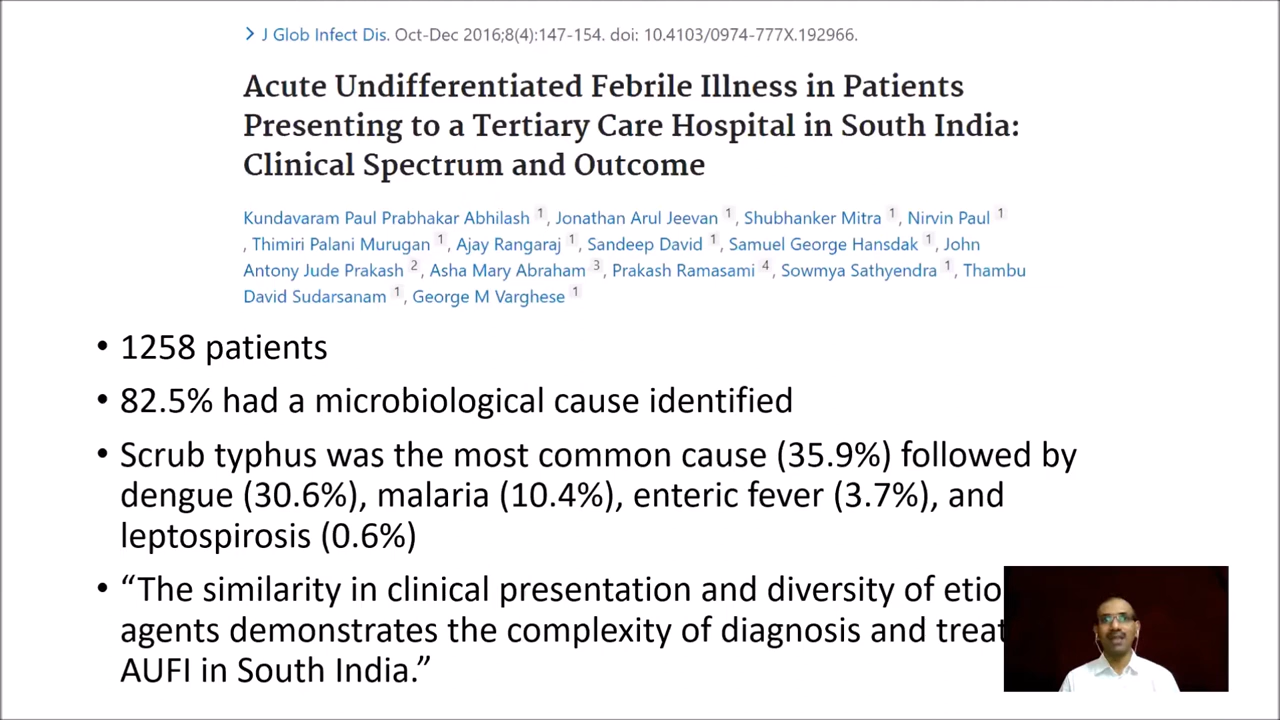 > J Glob Infect Dis. Oct-Dec 2016;8(4):147-154. doi: 10.4103/0974-777X.192966.
Acute Undifferentiated Febrile Illness in Patients
Presenting to a Tertiary Care Hospital in South India:
Clinical Spectrum and Outcome
Kundavaram Paul Prabhakar Abhilash 1, Jonathan Arul Jeevan 1, Shubhanker Mitra 1, Nirvin Paul 1
, Thimiri Palani Murugan 1, Ajay Rangaraj 1, Sandeep David 1, Samuel George Hansdak 1, John
Antony Jude Prakash 2, Asha Mary Abraham 3, Prakash Ramasami 4, Sowmya Sathyendra 1, Thambu
David Sudarsanam 1, George M Varghese 1
• 1258 patients
• 82.5% had a microbiological cause identified
• Scrub typhus was the most common cause (35.9%) followed by
dengue (30.6%), malaria (10.4%), enteric fever (3.7%), and
leptospirosis (0.6%)
• “The similarity in clinical presentation and diversity of etio
agents demonstrates the complexity of diagnosis and treat
AUFI in South India.”